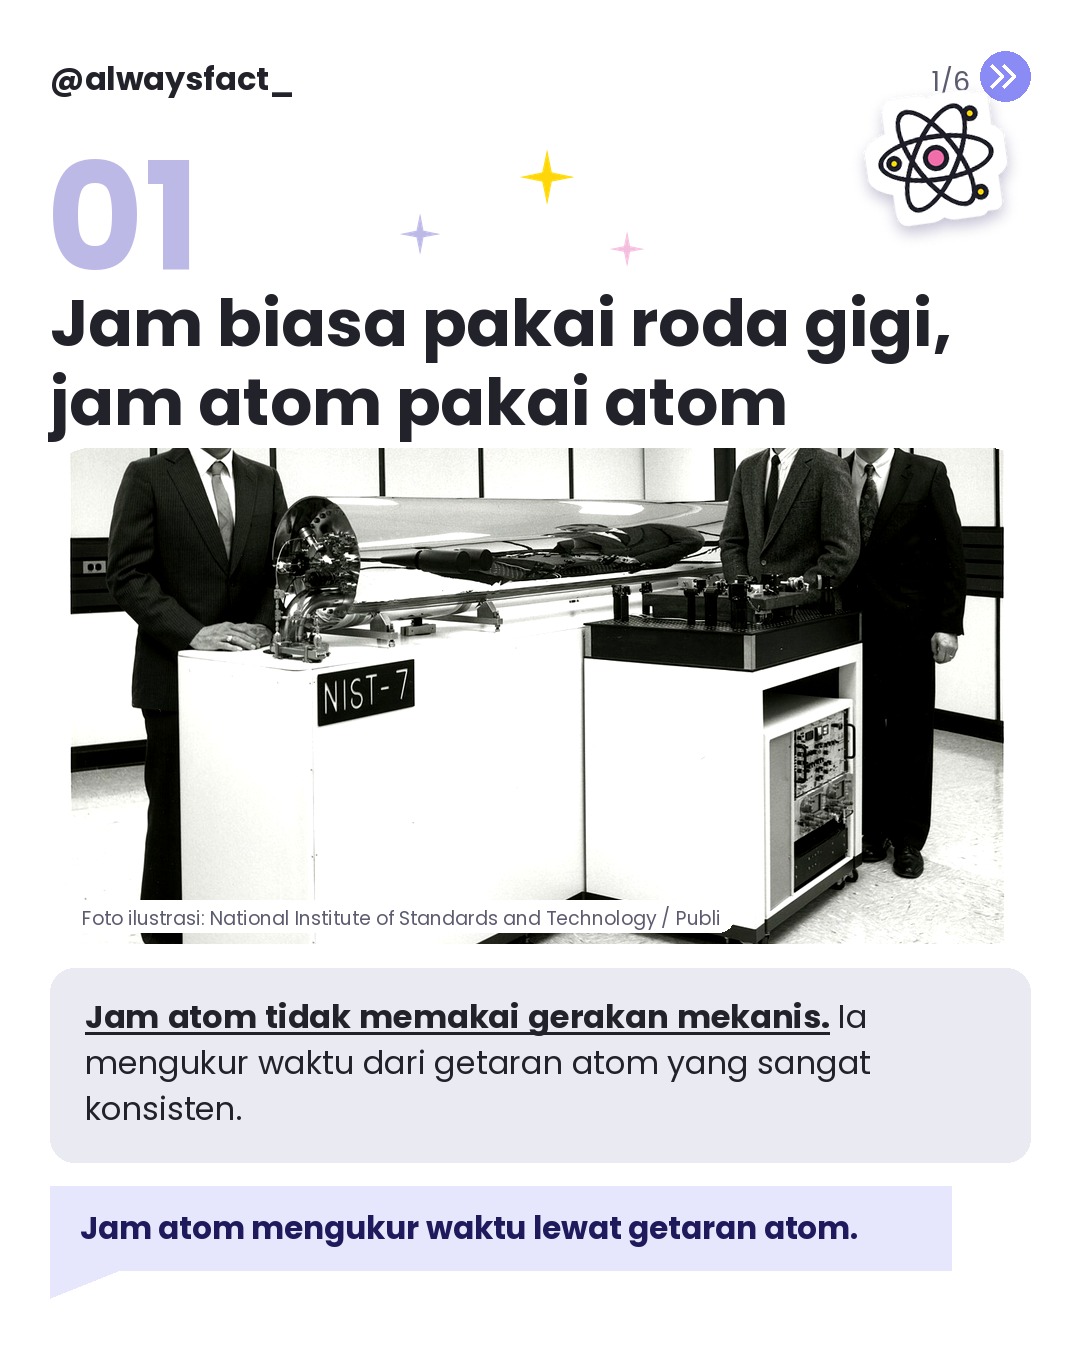 @alwaysfact_
1/6
01
Jam biasa pakai roda gigi,
jam atom pakai atom
NIST-7
Foto ilustrasi: National Institute of Standards and Technology / Publi
Jam atom tidak memakai gerakan mekanis. Ia
mengukur waktu dari getaran atom yang sangat
konsisten.
Jam atom mengukur waktu lewat getaran atom.